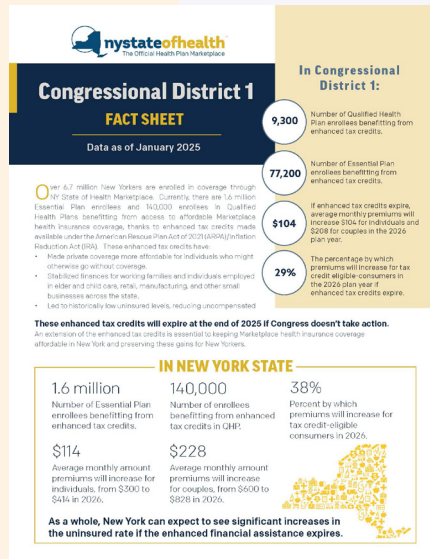 nystateofhealth™
The Official Health Plan Marketplace
Congressional District 1
FACT SHEET
Data as of January 2025
Over 6.7 million New Yorkers are enrolled in coverage through
NY State of Health Marketplace. Currently, there are 1.6 million
Essential Plan enrollees and 140,000 enrollees in Qualified
Health Plans benefitting from access to affordable Marketplace
health insurance coverage, thanks to enhanced tax credits made
available under the American Rescue Plan Act of 2021 (ARPA)/Inflation
Reduction Act (IRA). These enhanced tax credits have:
• Made private coverage more affordable for individuals who might
otherwise go without coverage.
• Stabilized finances for working families and individuals employed
in elder and child care, retail, manufacturing, and other small
businesses across the state.
• Led to historically low uninsured levels, reducing uncompensated
In Congressional
District 1:
9,300
Number of Qualified Health
Plan enrollees benefitting from
enhanced tax credits.
77,200
Number of Essential Plan
enrollees benefitting from
enhanced tax credits.
$104
If enhanced tax credits expire,
average monthly premiums will
increase $104 for individuals and
$208 for couples in the 2026
plan year.
29%
The percentage by which
premiums will increase for tax
credit eligible-consumers in
the 2026 plan year if
enhanced tax credits expire.
These enhanced tax credits will expire at the end of 2025 if Congress doesn't take action.
An extension of the enhanced tax credits is essential to keeping Marketplace health insurance coverage
affordable in New York and preserving these gains for New Yorkers.
IN NEW YORK STATE
1.6 million
Number of Essential Plan
enrollees benefitting from
enhanced tax credits.
140,000
Number of enrollees
benefitting from enhanced
tax credits in QHP.
38%
Percent by which
premiums will increase for
tax credit-eligible
consumers in 2026.
$114
Average monthly amount
premiums will increase for
individuals, from $300 to
$414 in 2026.
$228
Average monthly amount
premiums will increase
for couples, from $600 to
$828 in 2026.
As a whole, New York can expect to see significant increases in
the uninsured rate if the enhanced financial assistance expires.